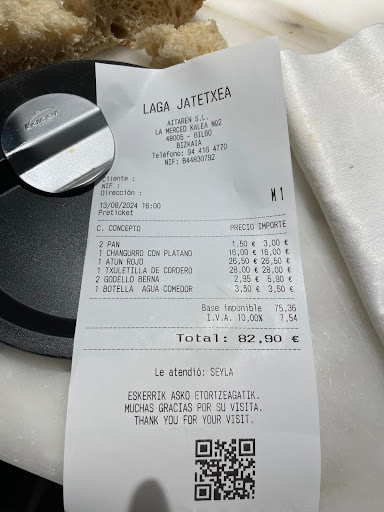 LAGA JATETXEA
AITAREN S.L.
LA MERCED KALEA Nº2
48005 - BILBO
BIZKAIA
Teléfono: 94 416 4770
NIF: B44830792
Cliente :
NIF :
Dirección :
M 1
13/06/2024 16:00
Preticket
C. CONCEPTO PRECIO IMPORTE
2 PAN 1,50 € 3,00 €
1 CHANGURRO CON PLATANO 16,00 € 16,00 €
1 ATUN ROJO 26,50 € 26,50 €
1 TXULETILLA DE CORDERO 28,00 € 28,00 €
2 GODELLO BERNA 2,95 € 5,90 €
1 BOTELLA AGUA COMEDOR 3,50 € 3,50 €
Base imponible 75,36
I.V.A. 10,00% 7,54
Total: 82,90 €
Le atendió: SEYLA
ESKERRIK ASKO ETORTZEAGATIK.
MUCHAS GRACIAS POR SU VISITA.
THANK YOU FOR YOUR VISIT.